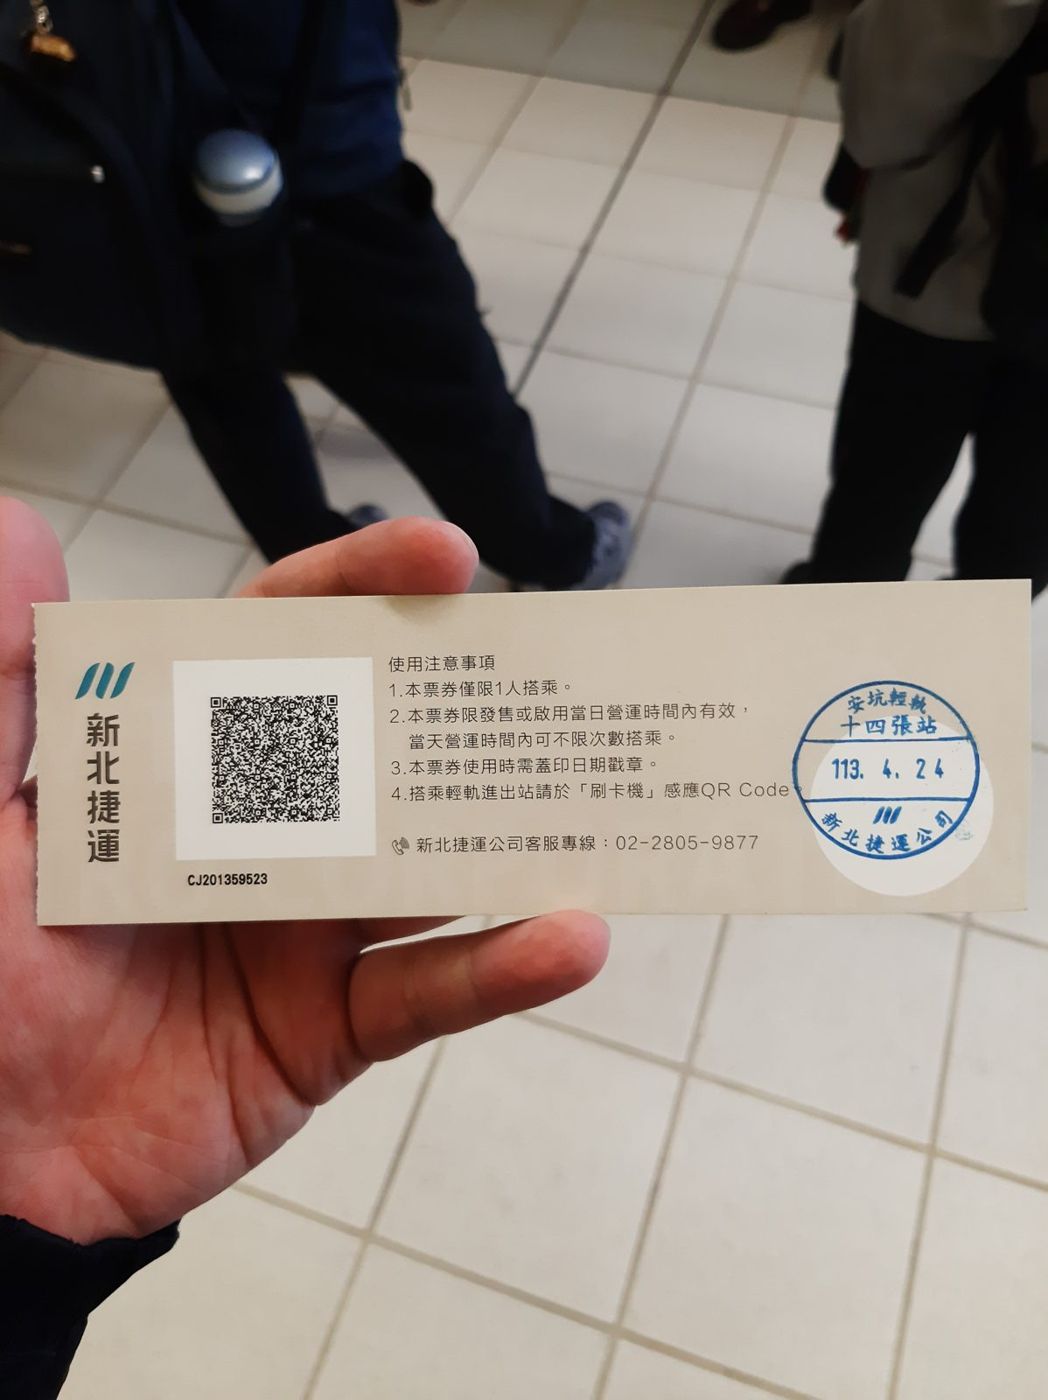 新北捷運
CJ201359523
使用注意事項
1.本票券僅限1人搭乘。
2.本票券限發售或啟用當日營運時間內有效，
當天營運時間內可不限次數搭乘。
3.本票券使用時需蓋印日期戳章。
4.搭乘輕軌進出站請於「刷卡機」感應QR Code。
新北捷運公司客服專線：02-2805-9877
安坑輕軌
十四張站
113. 4. 24
新北捷運公司